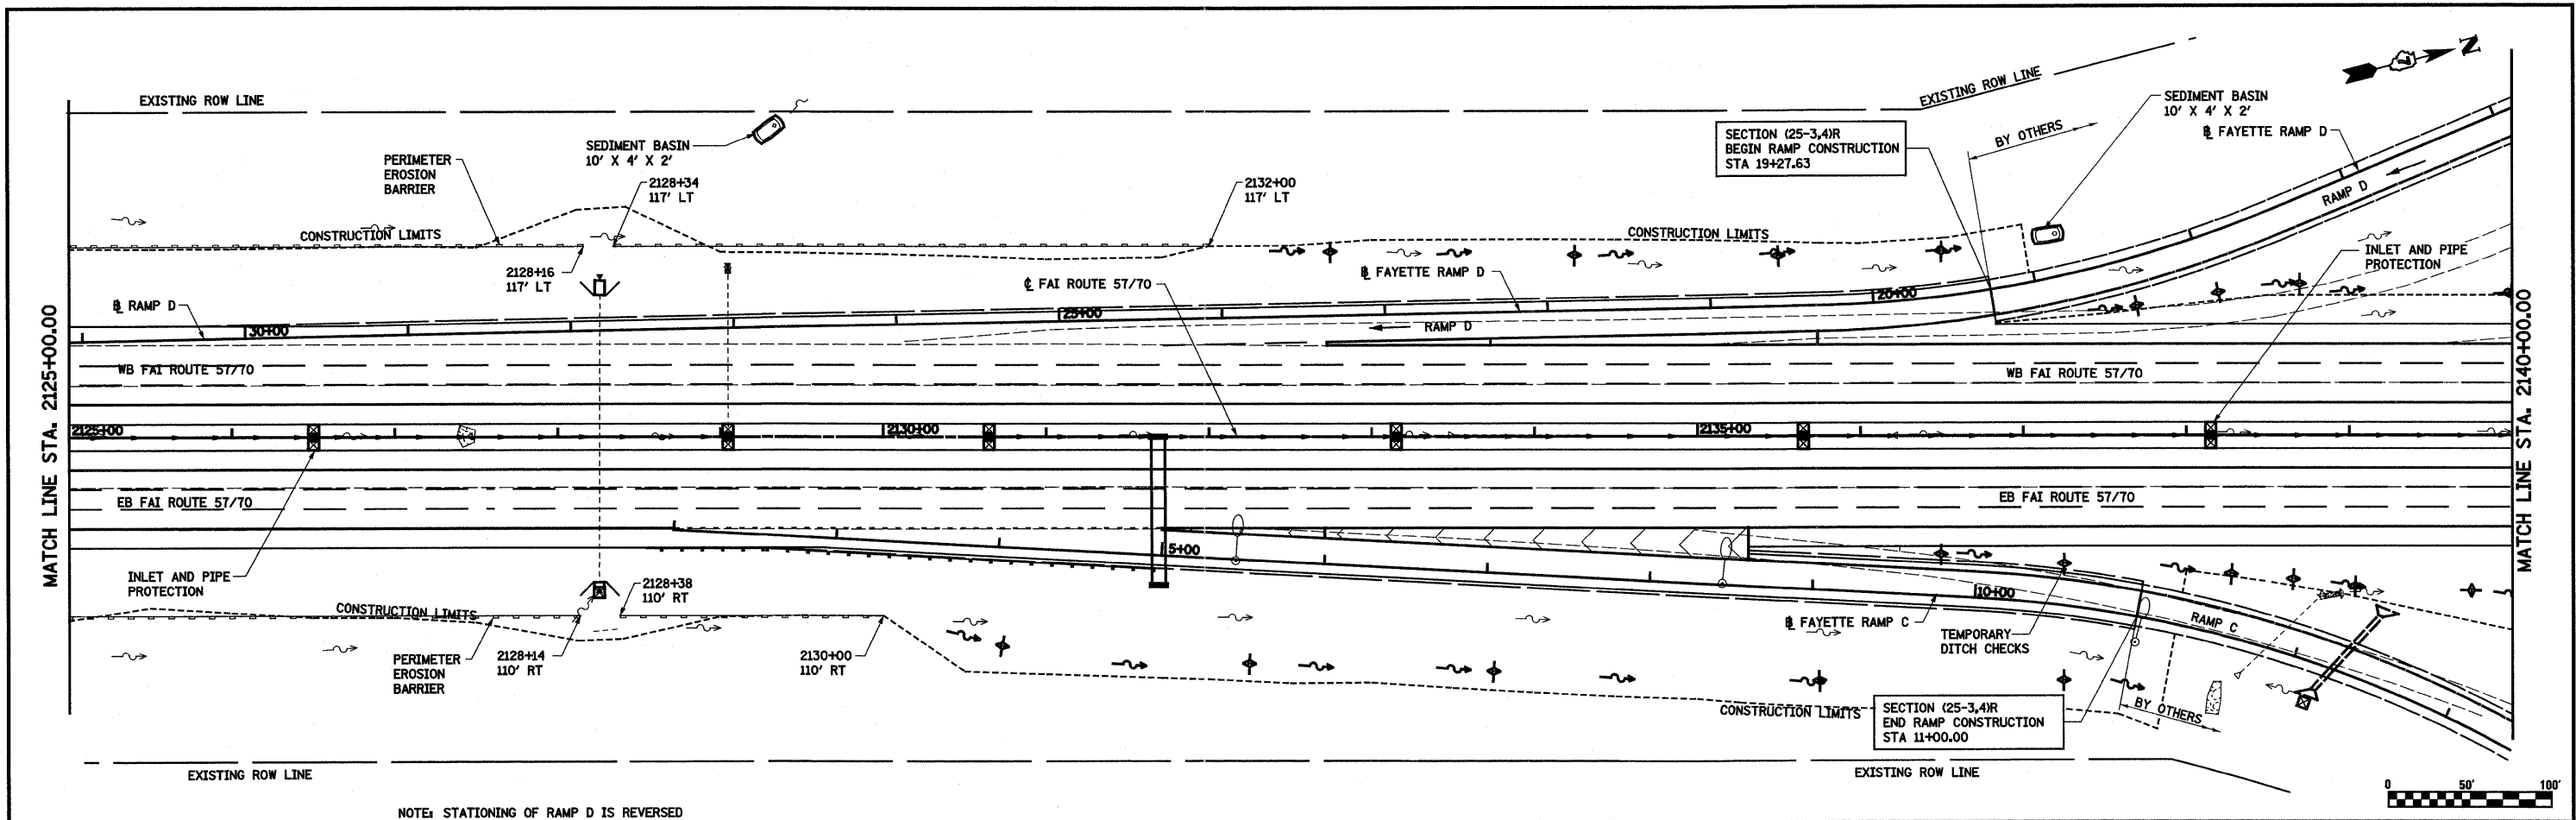 N
EXISTING ROW LINE
EXISTING ROW LINE
SEDIMENT BASIN
10' X 4' X 2'
BY OTHERS
℄ FAYETTE RAMP D
SECTION (25-3,4)R
BEGIN RAMP CONSTRUCTION
STA 19+27.63
SEDIMENT BASIN
10' X 4' X 2'
PERIMETER
EROSION
BARRIER
2128+34
117' LT
2132+00
117' LT
RAMP D
CONSTRUCTION LIMITS
CONSTRUCTION LIMITS
INLET AND PIPE
PROTECTION
2128+16
117' LT
℄ FAI ROUTE 57/70
℄ FAYETTE RAMP D
℄ RAMP D
20+00
25+00
30+00
RAMP D
MATCH LINE STA. 2125+00.00
WB FAI ROUTE 57/70
WB FAI ROUTE 57/70
MATCH LINE STA. 2140+00.00
2125+00
2130+00
2135+00
EB FAI ROUTE 57/70
EB FAI ROUTE 57/70
5+00
INLET AND PIPE
PROTECTION
2128+38
110' RT
10+00
CONSTRUCTION LIMITS
℄ FAYETTE RAMP C
RAMP C
TEMPORARY
DITCH CHECKS
PERIMETER
EROSION
BARRIER
2128+14
110' RT
2130+00
110' RT
CONSTRUCTION LIMITS
SECTION (25-3,4)R
END RAMP CONSTRUCTION
STA 11+00.00
BY OTHERS
EXISTING ROW LINE
EXISTING ROW LINE
0 50' 100'
NOTE: STATIONING OF RAMP D IS REVERSED